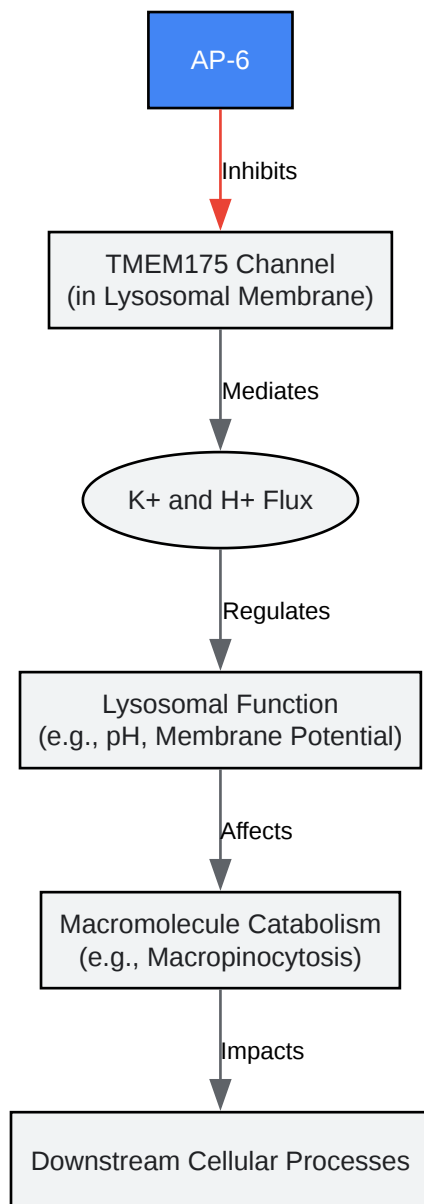 AP-6
Inhibits
TMEM175 Channel
(in Lysosomal Membrane)
Mediates
K+ and H+ Flux
Regulates
Lysosomal Function
(e.g., pH, Membrane Potential)
Affects
Macromolecule Catabolism
(e.g., Macropinocytosis)
Impacts
Downstream Cellular Processes